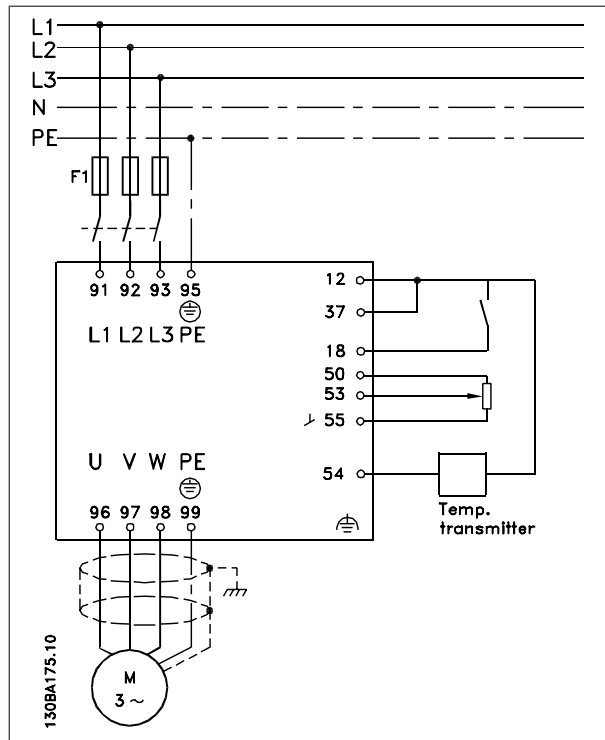 L1
L2
L3
N
PE
F1
91 92 93 95
L1 L2 L3 PE
12
37
18
50
53
55
54
U V W PE
96 97 98 99
Temp.
transmitter
M
3 ~
130BA175.10